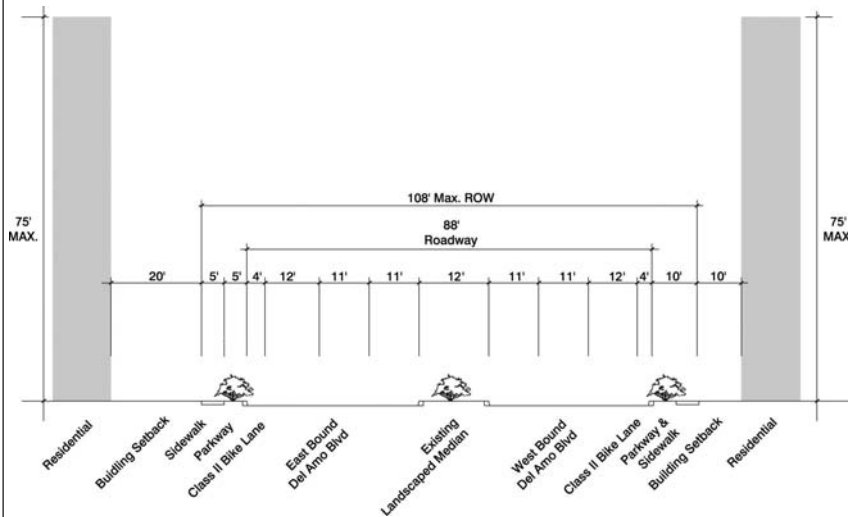 108' Max. ROW
88'
Roadway
75'
MAX.
75'
MAX
20'
5'
5'
4'
12'
11'
11'
12'
11'
11'
12'
4'
10'
10'
Residential
Buidling Setback
Sidewalk
Parkway
Class II Bike Lane
East Bound
Del Amo Blvd
Existing
Landscaped Median
West Bound
Del Amo Blvd
Class II Bike Lane
Parkway &
Sidewalk
Building Setback
Residential